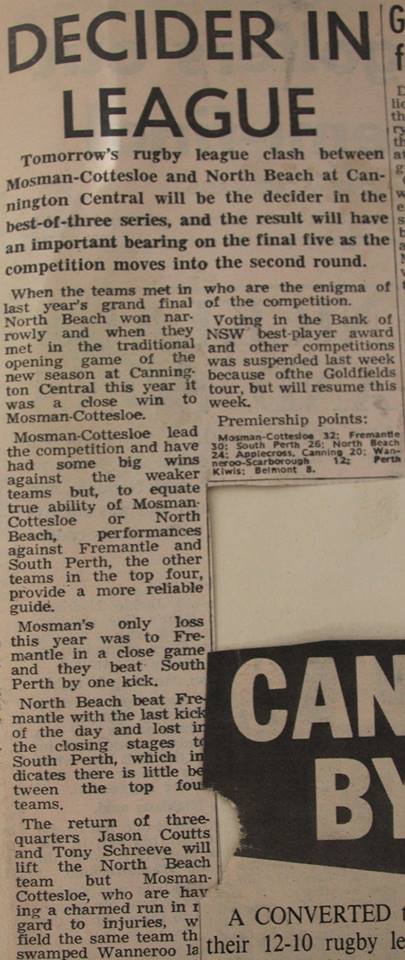 DECIDER IN
LEAGUE
Tomorrow's rugby league clash between
Mosman-Cottesloe and North Beach at Can-
nington Central will be the decider in the
best-of-three series, and the result will have
an important bearing on the final five as the
competition moves into the second round.
When the teams met in
last year's grand final
North Beach won nar-
rowly and when they
met in the traditional
opening game of the
new season at Canning-
ton Central this year it
was a close win to
Mosman-Cottesloe.
Mosman-Cottesloe lead
the competition and have
had some big wins
against the weaker
teams but, to equate
true ability of Mosman-
Cottesloe or North
Beach, performances
against Fremantle and
South Perth, the other
teams in the top four,
provide a more reliable
guide.
Mosman's only loss
this year was to Fre-
mantle in a close game
and they beat South
Perth by one kick.
North Beach beat Fre-
mantle with the last kick
of the day and lost in
the closing stages t
South Perth, which in
dicates there is little be
tween the top fou
teams.
The return of three-
quarters Jason Coutts
and Tony Schreeve will
lift the North Beach
team but Mosman-
Cottesloe, who are hav
ing a charmed run in r
gard to injuries, w
field the same team th
swamped Wanneroo la
who are the enigma of
of the competition.
Voting in the Bank of
NSW best-player award
and other competitions
was suspended last week
because ofthe Goldfields
tour, but will resume this
week.
Premiership points:
Mosman-Cottesloe 32; Fremantle
30; South Perth 26; North Beach
24; Applecross, Canning 20; Wan-
neroo-Scarborough 12; Perth
Kiwis; Belmont 8.
G
f
CAN
BY
A CONVERTED t
their 12-10 rugby le